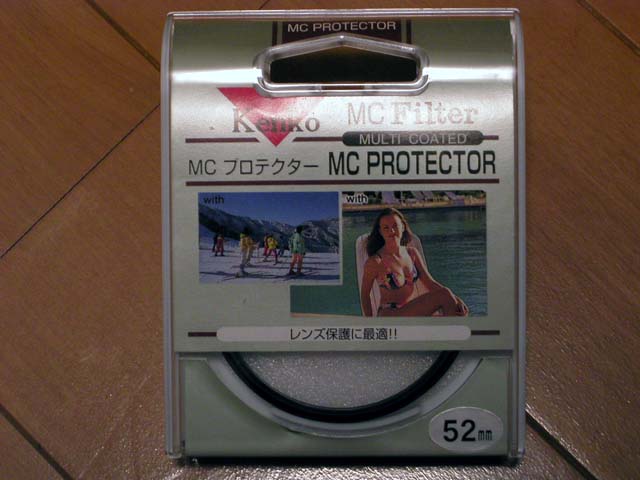 MC PROTECTOR
Kenko
MC Filter
MULTI COATED
MC プロテクター MC PROTECTOR
with
with
レンズ保護に最適!!
52mm